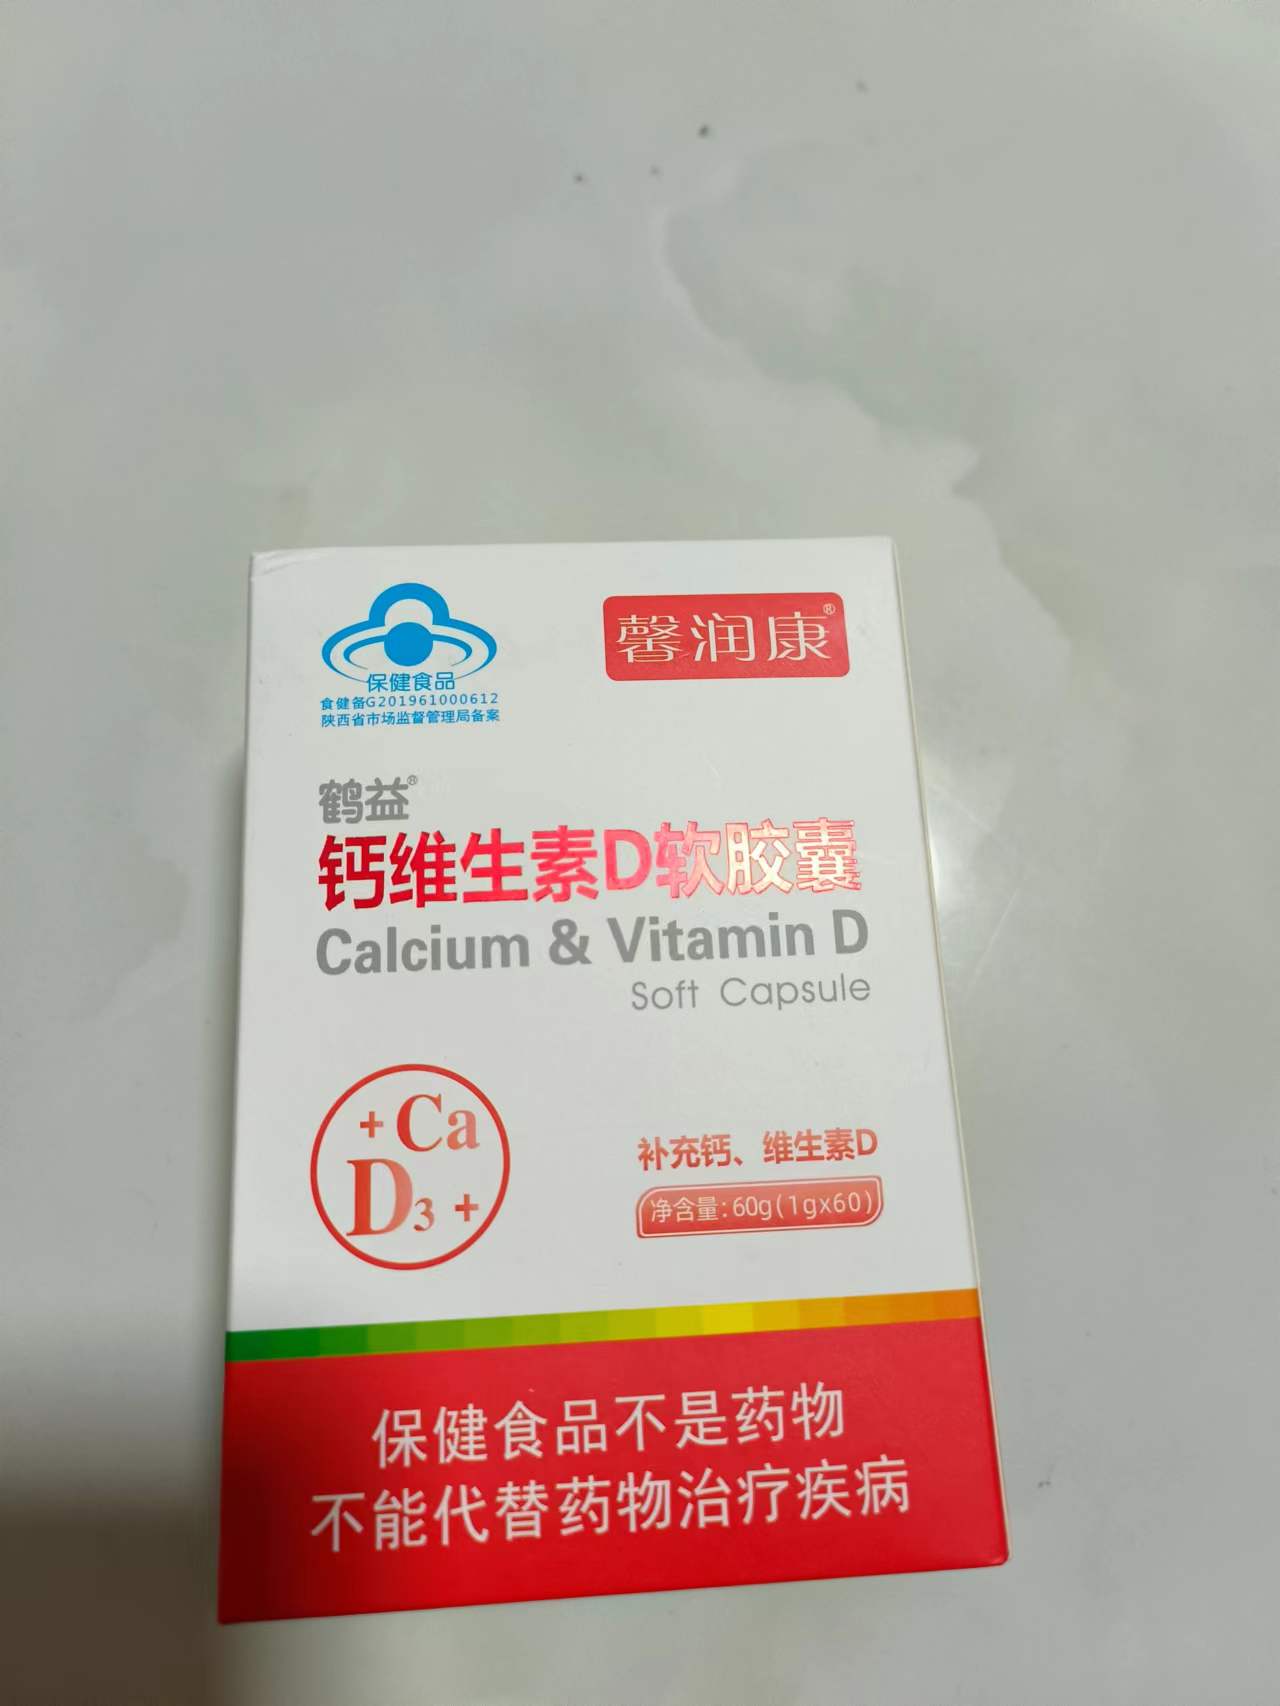 保健食品
食健备G201961000612
陕西省市场监督管理局备案
馨润康®
鹤益®
钙维生素D软胶囊
Calcium & Vitamin D
Soft Capsule
+Ca
D3+
补充钙、维生素D
净含量:60g(1gx60)
保健食品不是药物
不能代替药物治疗疾病